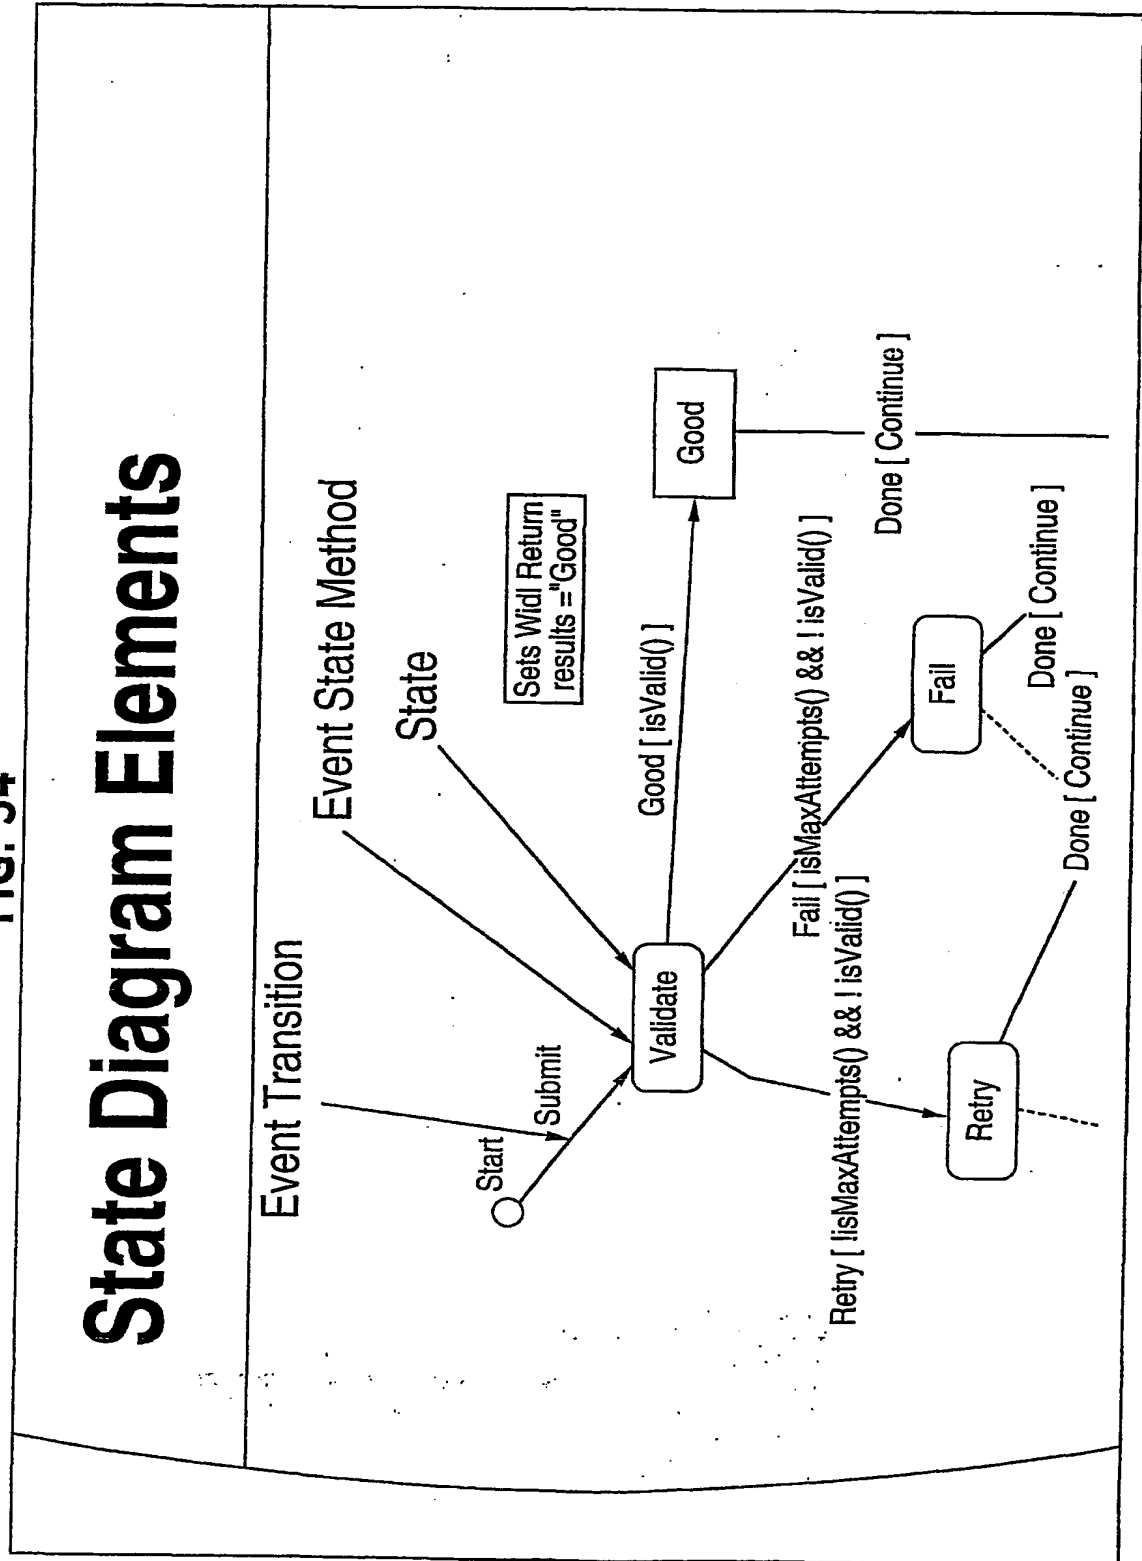 State Diagram Elements
Event Transition
Event State Method
State
Start
Submit
Sets Widl Return
results ="Good"
Validate
Good [ isValid() ]
Good
Retry [ !isMaxAttempts() && ! isValid() ]
Fail [ isMaxAttempts() && ! isValid() ]
Done [ Continue ]
Retry
Fail
Done [ Continue ]
Done [ Continue ]